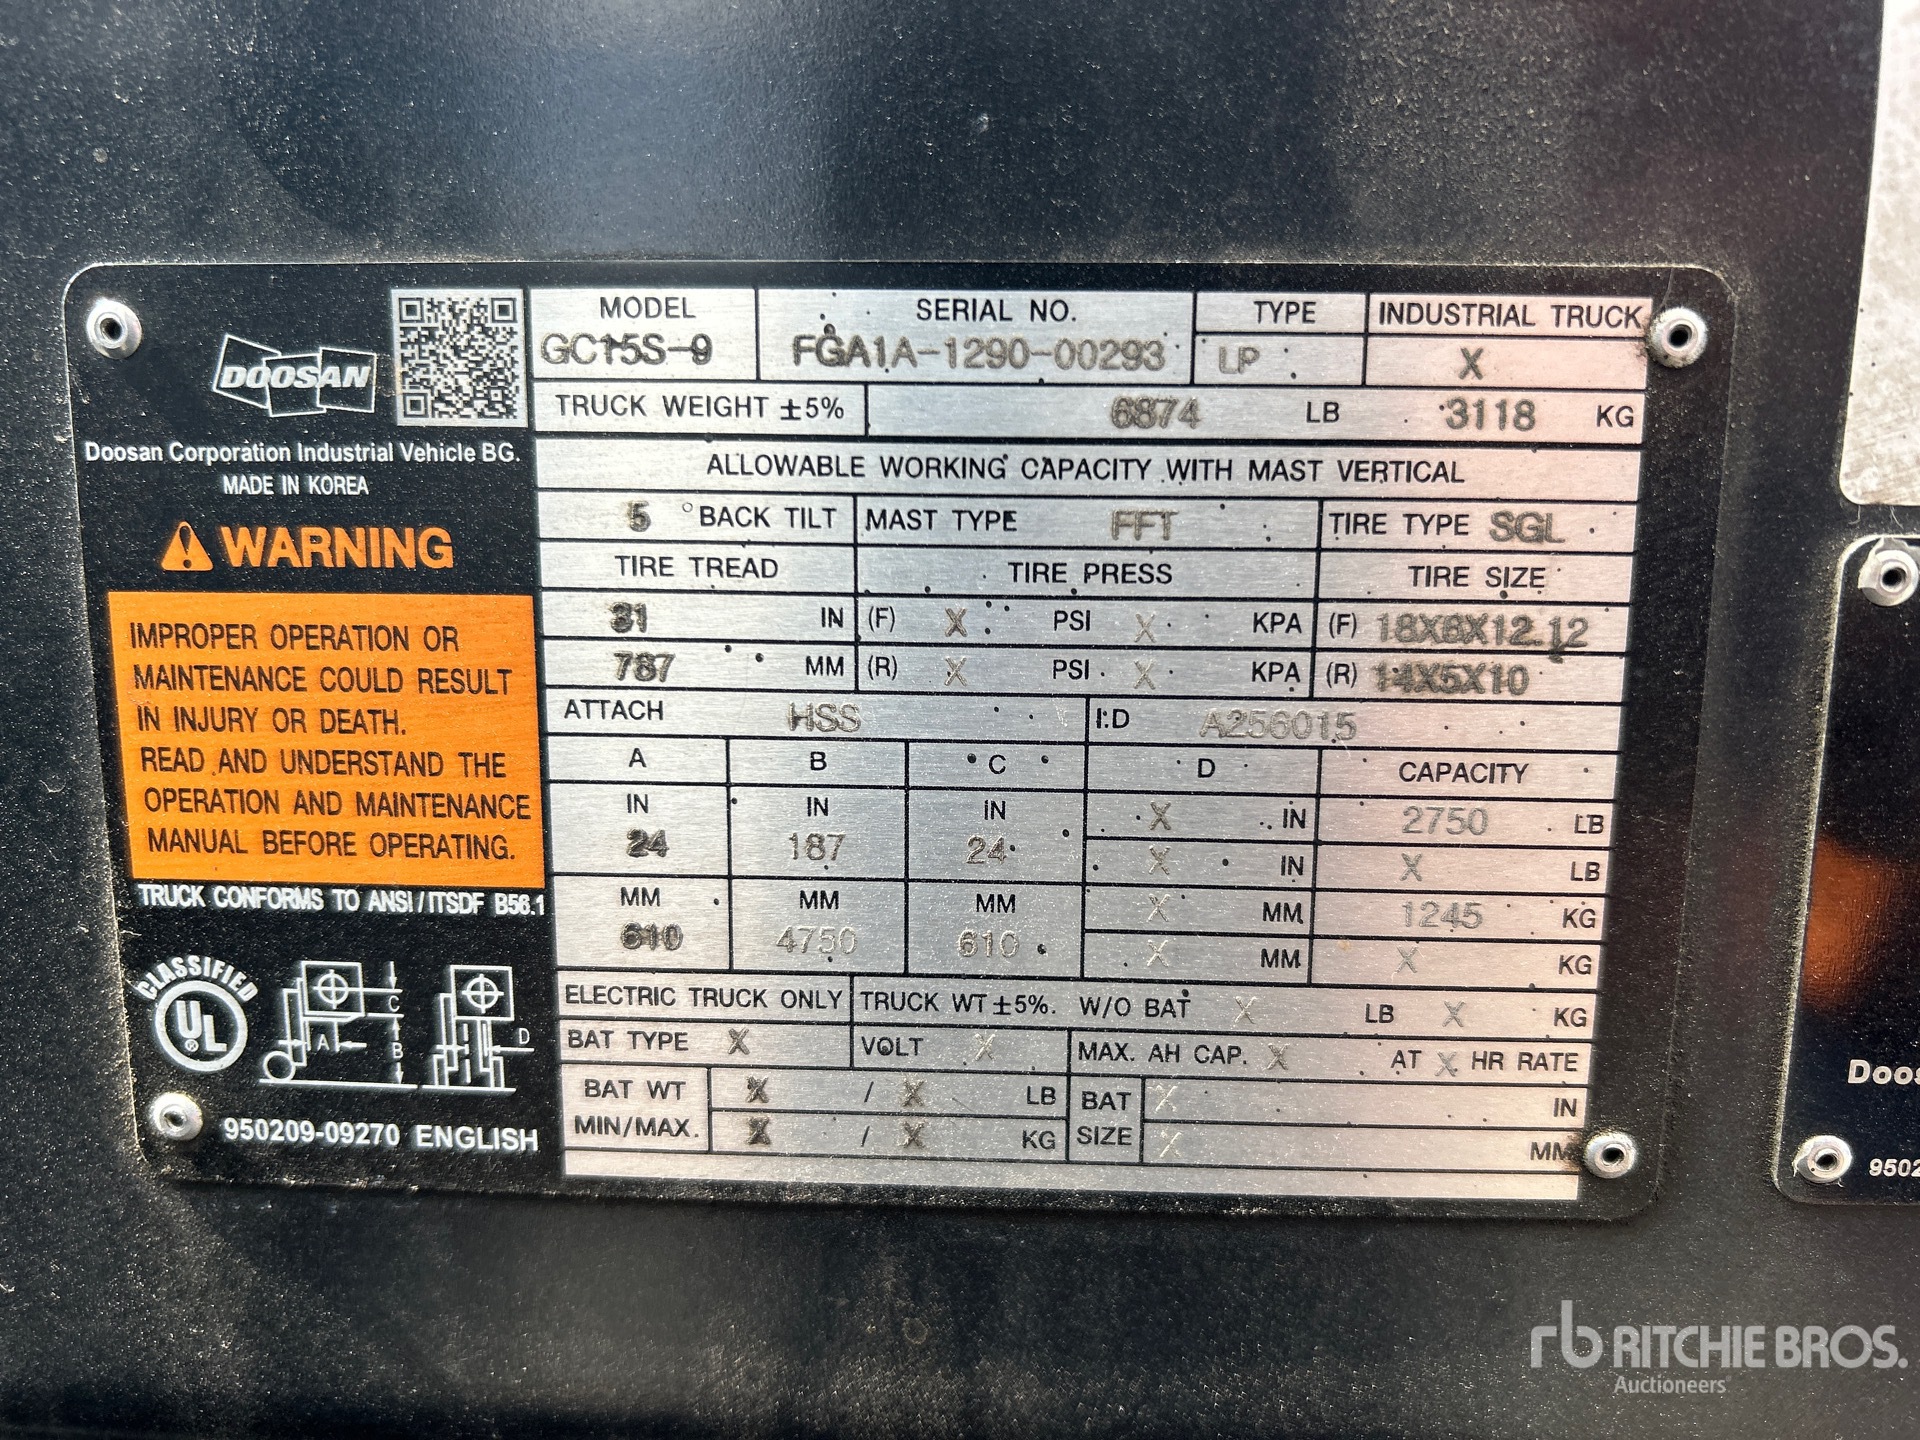 DOOSAN
Doosan Corporation Industrial Vehicle BG.
MADE IN KOREA
WARNING
IMPROPER OPERATION OR
MAINTENANCE COULD RESULT
IN INJURY OR DEATH.
READ AND UNDERSTAND THE
OPERATION AND MAINTENANCE
MANUAL BEFORE OPERATING.
TRUCK CONFORMS TO ANSI/ITSDF B56.1
CLASSIFIED
UL
®
A B C D
950209-09270 ENGLISH
MODEL SERIAL NO. TYPE INDUSTRIAL TRUCK
GC15S-9 FGA1A-1290-00293 LP X
TRUCK WEIGHT ±5% 6874 LB 3118 KG
ALLOWABLE WORKING CAPACITY WITH MAST VERTICAL
5 ° BACK TILT MAST TYPE FFT TIRE TYPE SGL
TIRE TREAD TIRE PRESS TIRE SIZE
31 IN (F) X PSI X KPA (F) 18X8X12.12
787 MM (R) X PSI X KPA (R) 14X5X10
ATTACH HSS I.D A256015
A B C D CAPACITY
IN IN IN X IN 2750 LB
24 187 24 X IN X LB
MM MM MM X MM 1245 KG
610 4750 610 X MM X KG
ELECTRIC TRUCK ONLY TRUCK WT ±5%. W/O BAT X LB X KG
BAT TYPE X VOLT X MAX. AH CAP. X AT X HR RATE
BAT WT X / X LB BAT X IN
MIN/MAX. X / X KG SIZE X MM
Doos
9502
rb RITCHIE BROS.
Auctioneers